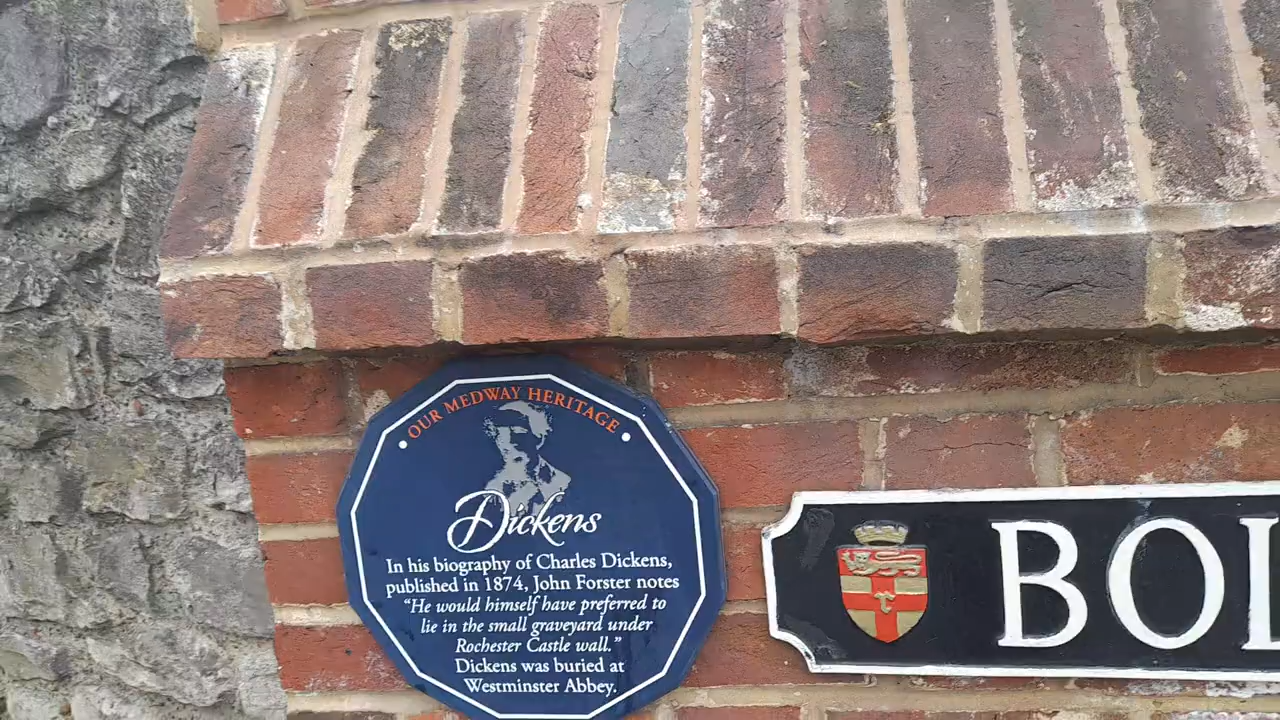 OUR MEDWAY HERITAGE
Dickens
In his biography of Charles Dickens,
published in 1874, John Forster notes
“He would himself have preferred to
lie in the small graveyard under
Rochester Castle wall.”
Dickens was buried at
Westminster Abbey.
BOL